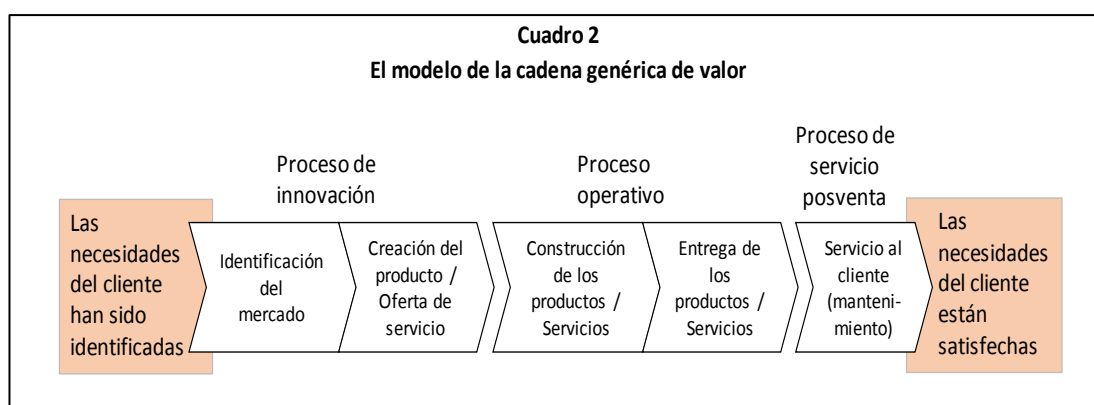 Cuadro 2
El modelo de la cadena genérica de valor
Proceso de
innovación
Proceso
operativo
Proceso de
servicio
posventa
Las
necesidades
del cliente
han sido
identificadas
Identificación
del
mercado
Creación del
producto /
Oferta de
servicio
Construcción
de los
productos /
Servicios
Entrega de
los
productos /
Servicios
Servicio al
cliente
(manteni-
miento)
Las
necesidades
del cliente
están
satisfechas